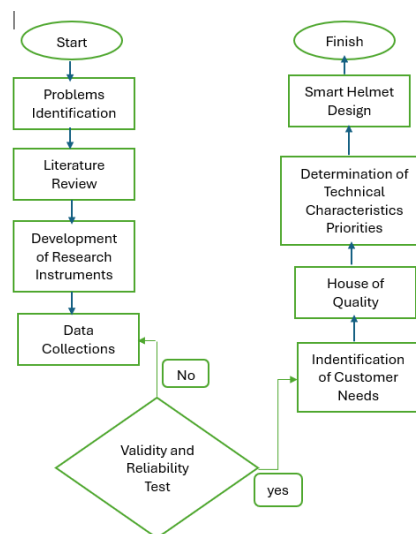 Start
Problems
Identification
Literature
Review
Development
of Research
Instruments
Data
Collections
No
Validity and
Reliability
Test
yes
Indentification
of Customer
Needs
House of
Quality
Determination of
Technical
Characteristics
Priorities
Smart Helmet
Design
Finish